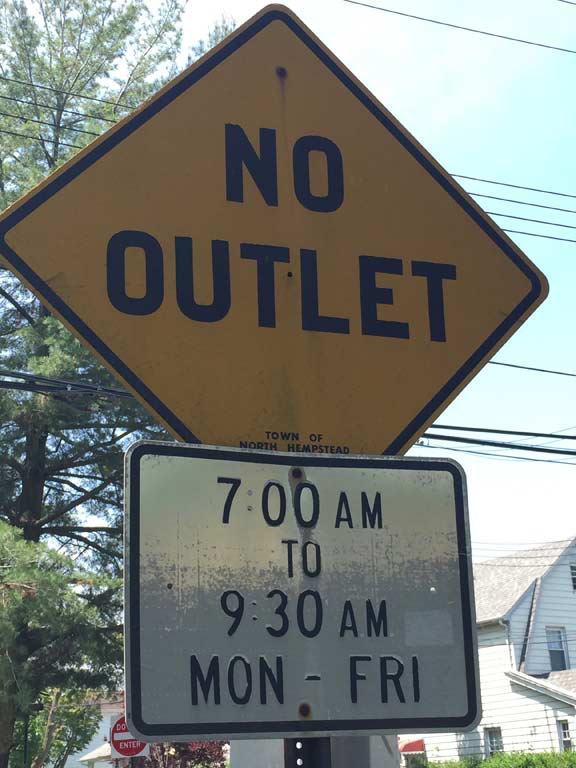 NO
OUTLET
TOWN OF
NORTH HEMPSTEAD
7:00 AM
TO
9:30 AM
MON - FRI
DO
ENTER